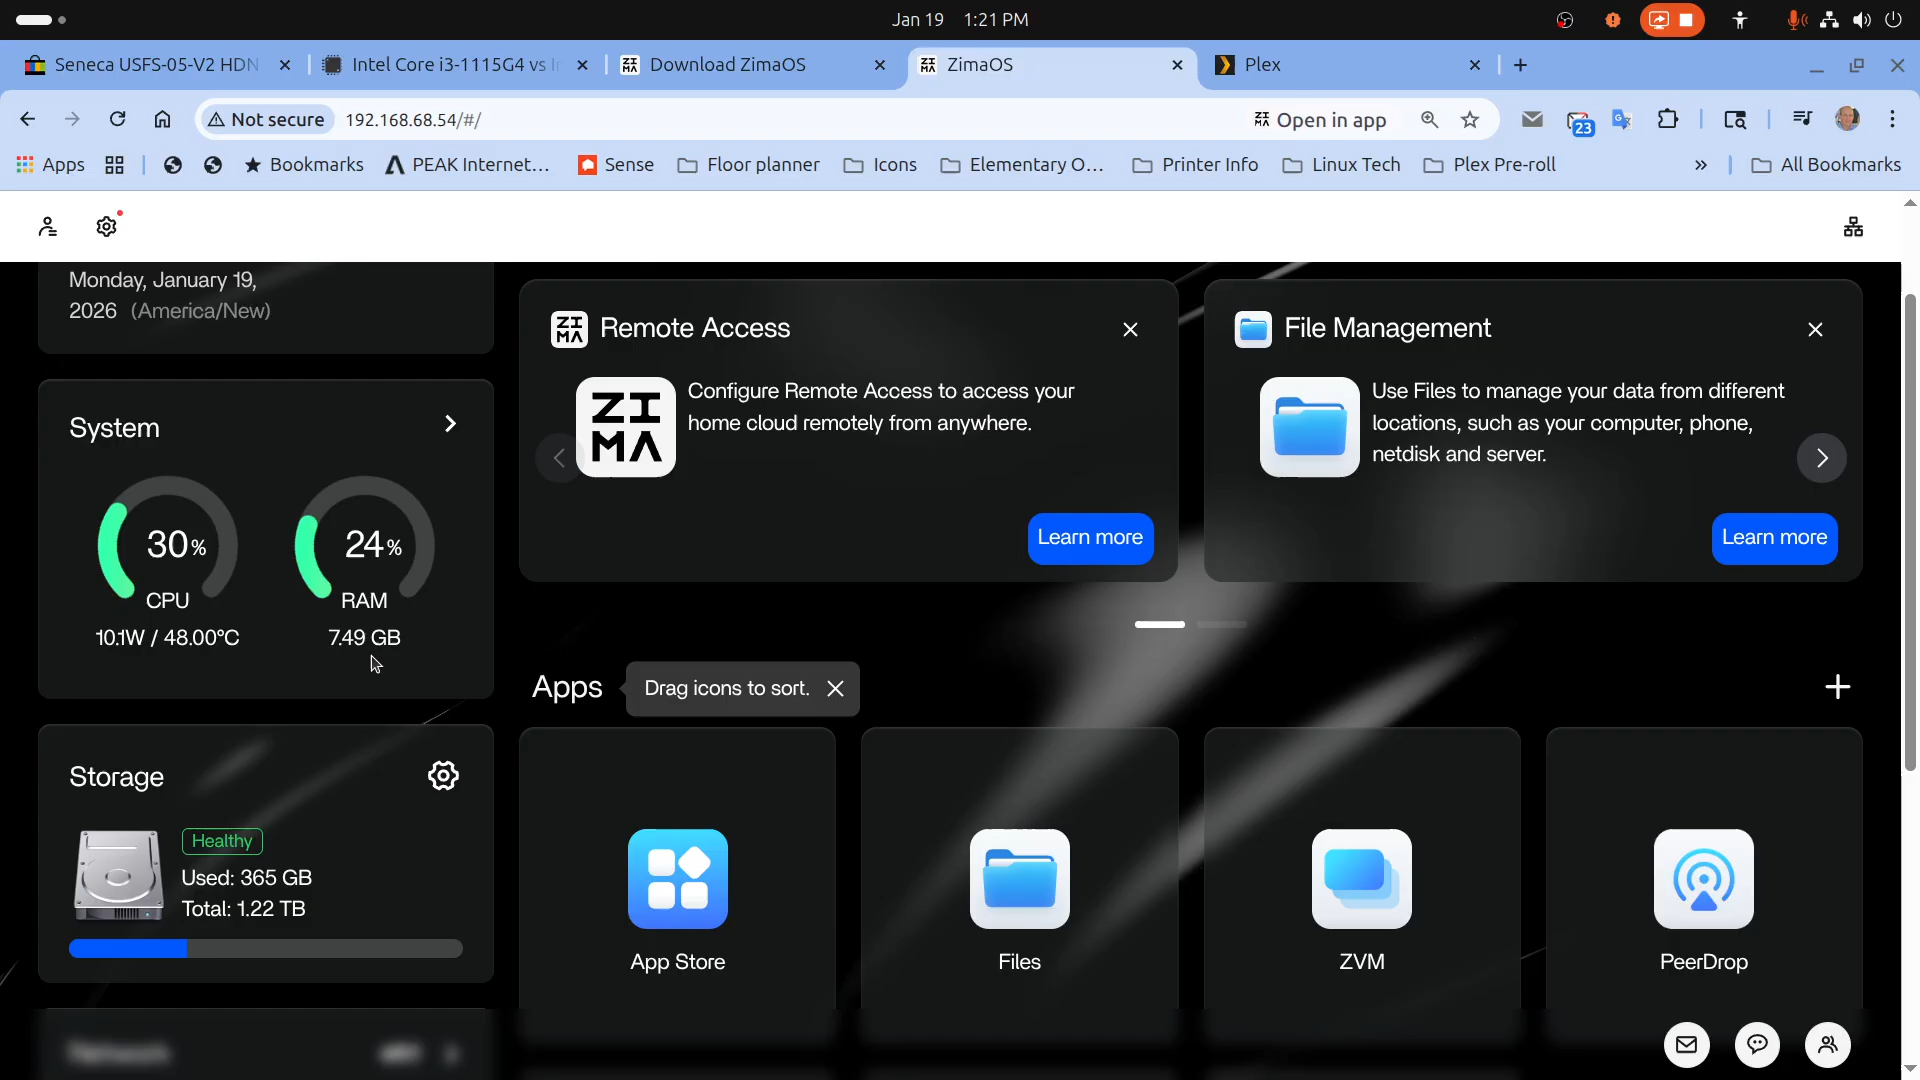 Jan 19 1:21 PM
Seneca USFS-05-V2 HDN
Intel Core i3-1115G4 vs I
Download ZimaOS
ZimaOS
Plex
Not secure
192.168.68.54/#/
Open in app
23
Apps
Bookmarks
PEAK Internet...
Sense
Floor planner
Icons
Elementary O...
Printer Info
Linux Tech
Plex Pre-roll
All Bookmarks
Monday, January 19,
2026 (America/New)
System
30%
CPU
10.1W / 48.00°C
24%
RAM
7.49 GB
Storage
Healthy
Used: 365 GB
Total: 1.22 TB
ZIMA
Remote Access
ZIMA
Configure Remote Access to access your
home cloud remotely from anywhere.
Learn more
File Management
Use Files to manage your data from different
locations, such as your computer, phone,
netdisk and server.
Learn more
Apps
Drag icons to sort.
App Store
Files
ZVM
PeerDrop